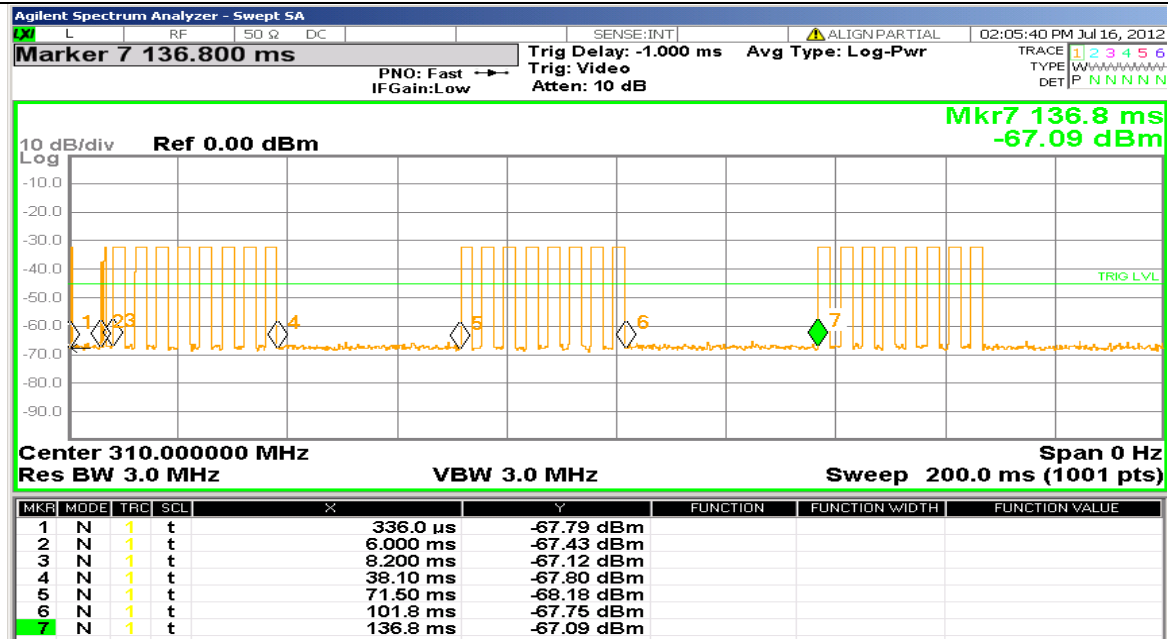 Agilent Spectrum Analyzer - Swept SA
LXI L RF 50 Ω DC SENSE:INT ALIGN PARTIAL 02:05:40 PM Jul 16, 2012
Marker 7 136.800 ms
PNO: Fast
IFGain:Low
Trig Delay: -1.000 ms
Trig: Video
Atten: 10 dB
Avg Type: Log-Pwr
TRACE 1 2 3 4 5 6
TYPE W
DET P N N N N N
Mkr7 136.8 ms
-67.09 dBm
10 dB/div
Log
Ref 0.00 dBm
-10.0
-20.0
-30.0
-40.0
TRIG LVL
-50.0
-60.0
1 2 3 4 5 6 7
-70.0
-80.0
-90.0
Center 310.000000 MHz Span 0 Hz
Res BW 3.0 MHz VBW 3.0 MHz Sweep 200.0 ms (1001 pts)
MKR MODE TRC SCL X Y FUNCTION FUNCTION WIDTH FUNCTION VALUE
1 N 1 t 336.0 µs -67.79 dBm
2 N 1 t 6.000 ms -67.43 dBm
3 N 1 t 8.200 ms -67.12 dBm
4 N 1 t 38.10 ms -67.80 dBm
5 N 1 t 71.50 ms -68.18 dBm
6 N 1 t 101.8 ms -67.75 dBm
7 N 1 t 136.8 ms -67.09 dBm